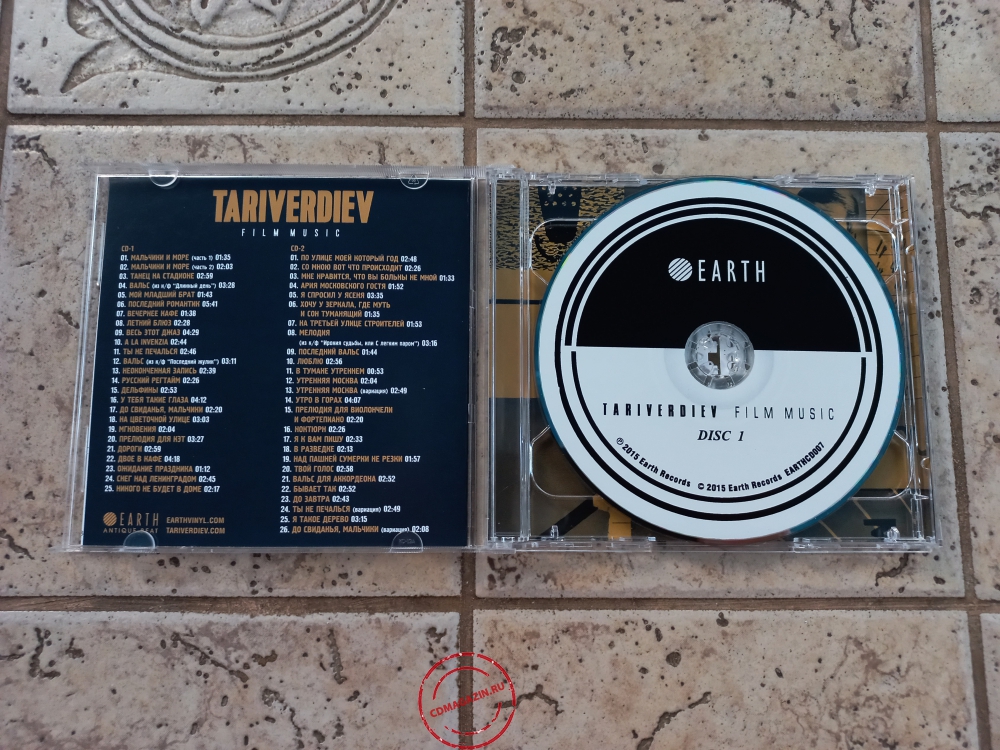 TARIVERDIEV
FILM MUSIC
CD-1
01. МАЛЬЧИКИ И МОРЕ (часть 1) 01:35
02. МАЛЬЧИКИ И МОРЕ (часть 2) 02:03
03. ТАНЕЦ НА СТАДИОНЕ 02:59
04. ВАЛЬС (из к/ф "Длинный день") 03:28
05. МОЙ МЛАДШИЙ БРАТ 01:43
06. ПОСЛЕДНИЙ РОМАНТИК 05:41
07. ВЕЧЕРНЕЕ КАФЕ 01:38
08. ЛЕТНИЙ БЛЮЗ 02:28
09. ВЕСЬ ЭТОТ ДЖАЗ 04:29
10. A LA INVENZIA 02:44
11. ТЫ НЕ ПЕЧАЛЬСЯ 02:46
12. ВАЛЬС (из к/ф "Последний жулик") 03:11
13. НЕОКОНЧЕННАЯ ЗАПИСЬ 02:39
14. РУССКИЙ РЕГТАЙМ 02:26
15. ДЕЛЬФИНЫ 02:53
16. У ТЕБЯ ТАКИЕ ГЛАЗА 04:12
17. ДО СВИДАНЬЯ, МАЛЬЧИКИ 02:20
18. НА ЦВЕТОЧНОЙ УЛИЦЕ 03:03
19. МГНОВЕНИЯ 02:04
20. ПРЕЛЮДИЯ ДЛЯ КЭТ 03:27
21. ДОРОГИ 02:59
22. ДВОЕ В КАФЕ 04:18
23. ОЖИДАНИЕ ПРАЗДНИКА 01:12
24. СНЕГ НАД ЛЕНИНГРАДОМ 02:45
25. НИКОГО НЕ БУДЕТ В ДОМЕ 02:17
EARTH
ANTIQUE BEAT
EARTHVINYL.COM
TARIVERDIEV.COM
CD-2
01. ПО УЛИЦЕ МОЕЙ КОТОРЫЙ ГОД 02:48
02. СО МНОЮ ВОТ ЧТО ПРОИСХОДИТ 02:26
03. МНЕ НРАВИТСЯ, ЧТО ВЫ БОЛЬНЫ НЕ МНОЙ 01:33
04. АРИЯ МОСКОВСКОГО ГОСТЯ 01:52
05. Я СПРОСИЛ У ЯСЕНЯ 03:35
06. ХОЧУ У ЗЕРКАЛА, ГДЕ МУТЬ
И СОН ТУМАНЯЩИЙ 01:35
07. НА ТРЕТЬЕЙ УЛИЦЕ СТРОИТЕЛЕЙ 01:53
08. МЕЛОДИЯ
(из к/ф "Ирония судьбы, или С легким паром") 03:16
09. ПОСЛЕДНИЙ ВАЛЬС 01:44
10. ЛЮБЛЮ 02:56
11. В ТУМАНЕ УТРЕННЕМ 00:53
12. УТРЕННЯЯ МОСКВА 02:04
13. УТРЕННЯЯ МОСКВА (вариация) 02:49
14. УТРО В ГОРАХ 04:07
15. ПРЕЛЮДИЯ ДЛЯ ВИОЛОНЧЕЛИ
И ФОРТЕПИАНО 02:20
16. НОКТЮРН 02:26
17. Я К ВАМ ПИШУ 02:33
18. В РАЗВЕДКЕ 02:13
19. НАД ПАШНЕЙ СУМЕРКИ НЕ РЕЗКИ 01:57
20. ТВОЙ ГОЛОС 02:58
21. ВАЛЬС ДЛЯ АККОРДЕОНА 02:52
22. БЫВАЕТ ТАК 02:52
23. ДО ЗАВТРА 02:43
24. ТЫ НЕ ПЕЧАЛЬСЯ (вариация) 02:49
25. Я ТАКОЕ ДЕРЕВО 03:15
26. ДО СВИДАНЬЯ, МАЛЬЧИКИ (вариация) 02:08
EARTH
TARIVERDIEV FILM MUSIC
DISC 1
℗ 2015 Earth Records © 2015 Earth Records EARTHCD007
CDMAGAZIN.RU